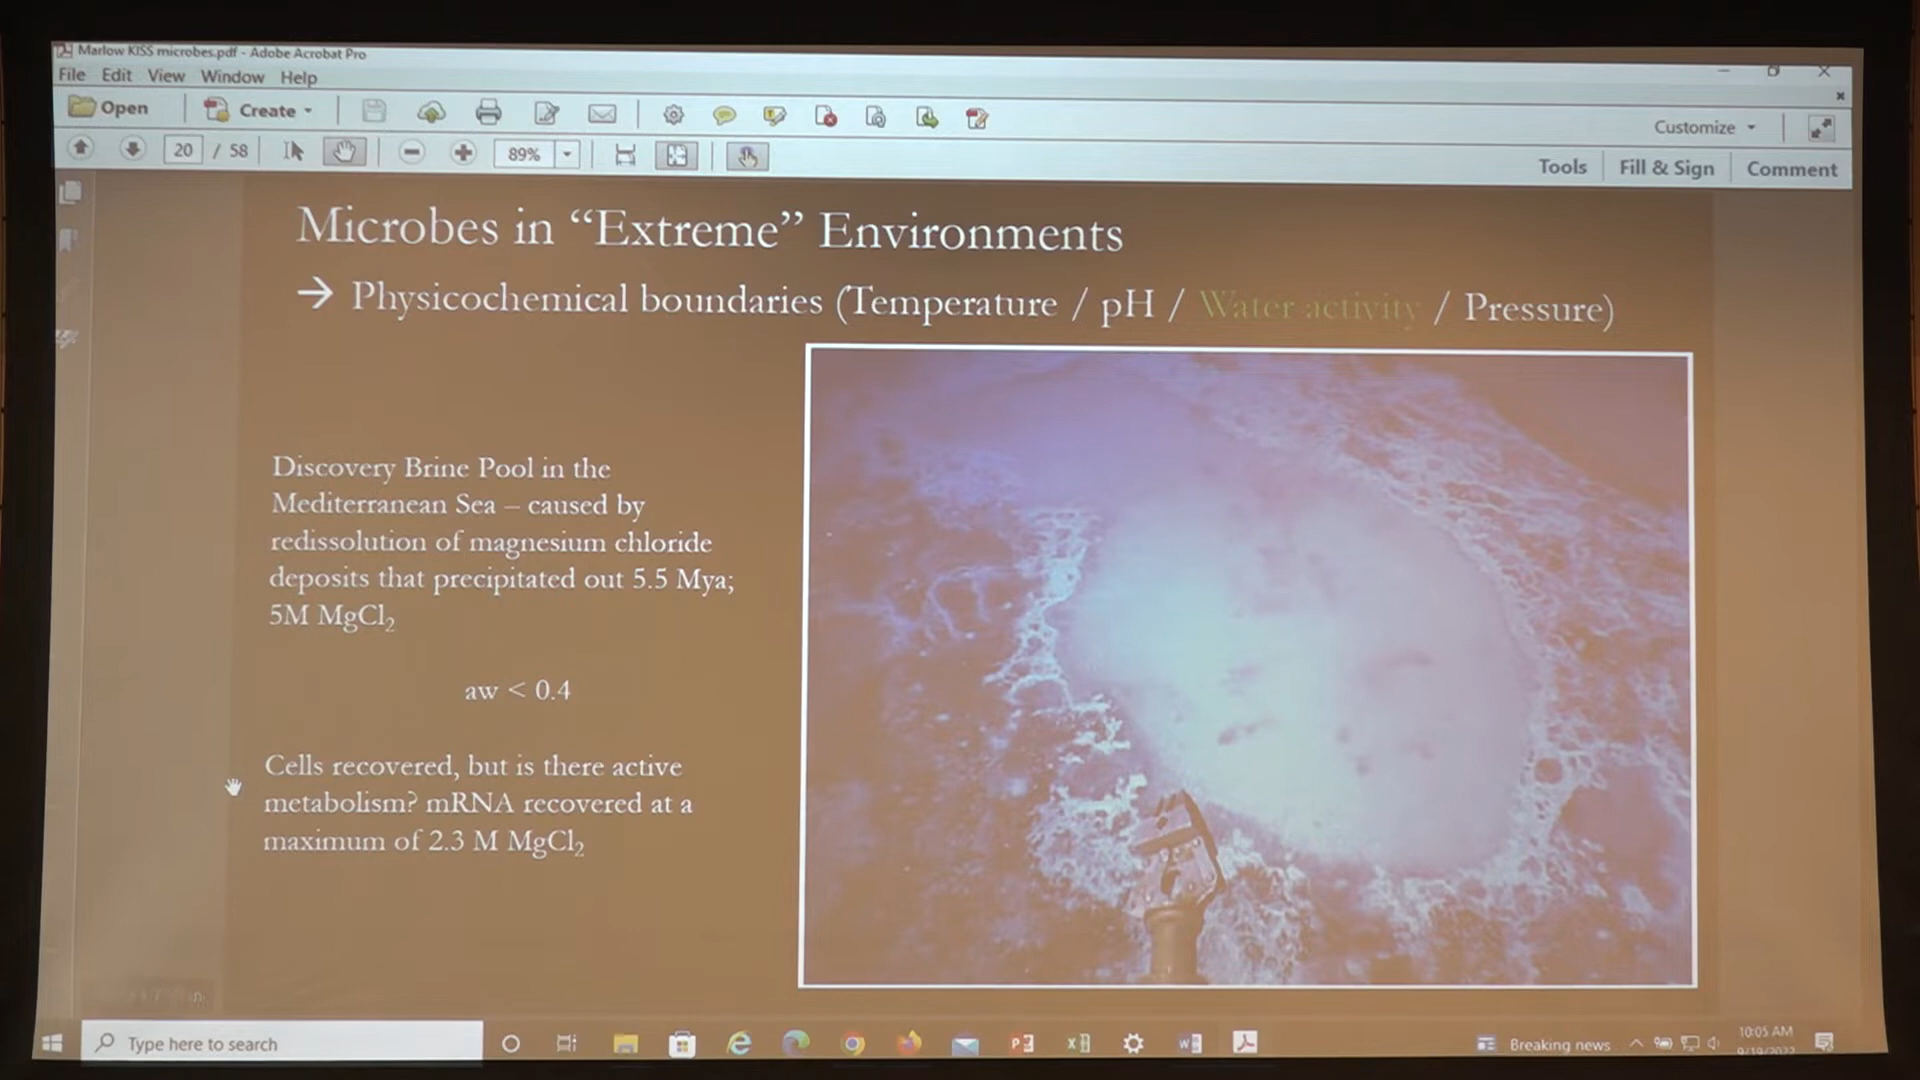 Marlow KISS microbes.pdf - Adobe Acrobat Pro
File Edit View Window Help
Open Create
Customize
20 / 58 89%
Tools Fill & Sign Comment
Microbes in “Extreme” Environments
→ Physicochemical boundaries (Temperature / pH / Water activity / Pressure)
Discovery Brine Pool in the
Mediterranean Sea – caused by
redissolution of magnesium chloride
deposits that precipitated out 5.5 Mya;
5M MgCl₂
aw < 0.4
Cells recovered, but is there active
metabolism? mRNA recovered at a
maximum of 2.3 M MgCl₂
Type here to search
Breaking news
10:05 AM